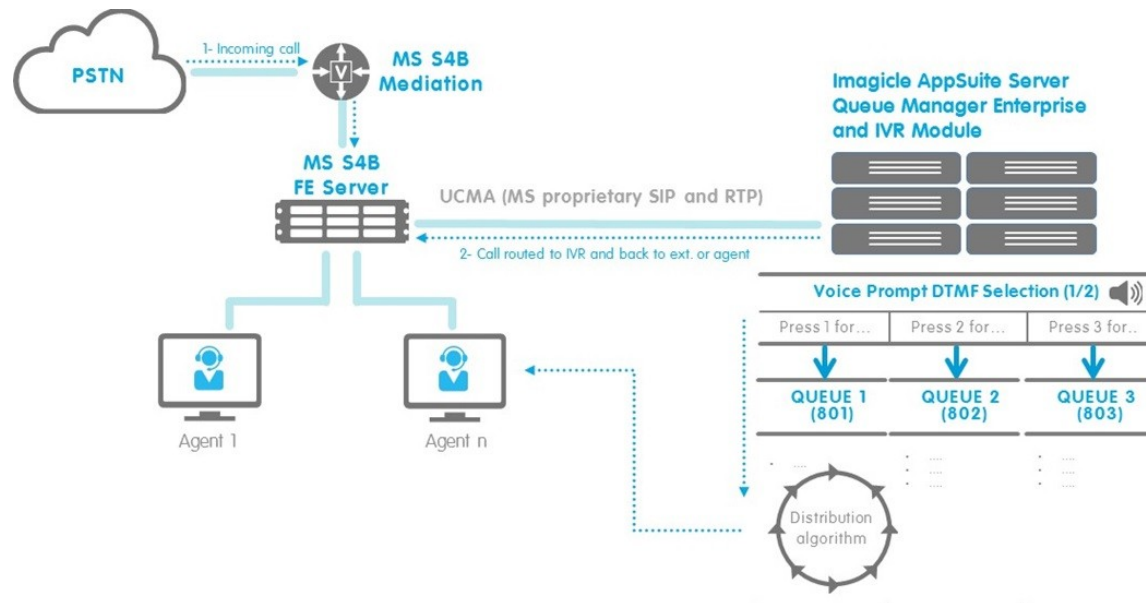 PSTN
1- Incoming call
V
MS S4B
Mediation
MS S4B
FE Server
Imagicle AppSuite Server
Queue Manager Enterprise
and IVR Module
UCMA (MS proprietary SIP and RTP)
2- Call routed to IVR and back to ext. or agent
Voice Prompt DTMF Selection (1/2)
Press 1 for... Press 2 for... Press 3 for..
QUEUE 1 QUEUE 2 QUEUE 3
(801) (802) (803)
Agent 1
Agent n
• .... • .... • ....
• .... • ....
• .... • ....
Distribution
algorithm